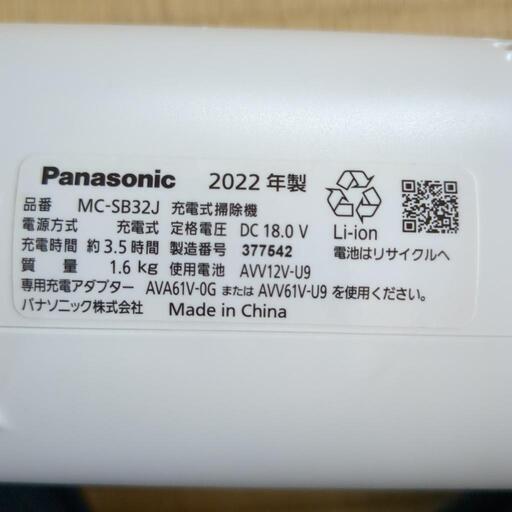 Panasonic 2022 年製
品番 MC-SB32J 充電式掃除機
電源方式 充電式 定格電圧 DC 18.0 V
充電時間 約3.5時間 製造番号 377542
質量 1.6 kg 使用電池 AVV12V-U9
専用充電アダプター AVA61V-0G または AVV61V-U9 を使用ください。
パナソニック株式会社 Made in China
Li-ion
電池はリサイクルへ